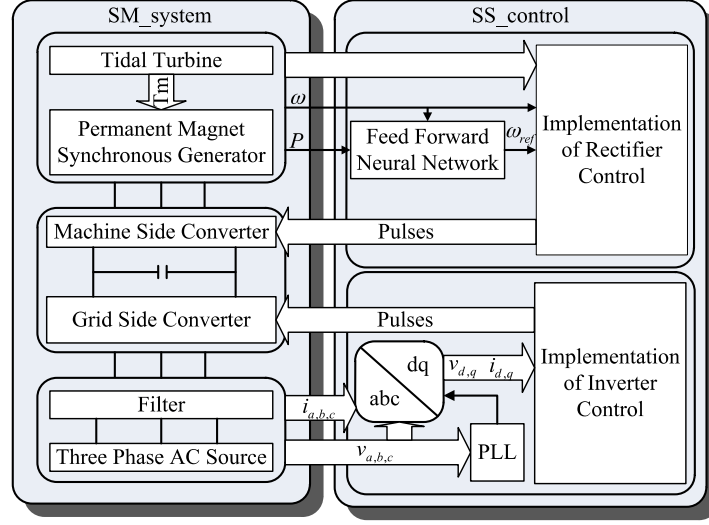 SM_system
SS_control
Tidal Turbine
Tm
Permanent Magnet
Synchronous Generator
ω
P
Feed Forward
Neural Network
ω_ref
Implementation
of Rectifier
Control
Machine Side Converter
Pulses
Grid Side Converter
Pulses
dq
abc
v_d,q i_d,q
Implementation
of Inverter
Control
Filter
i_a,b,c
Three Phase AC Source
v_a,b,c
PLL